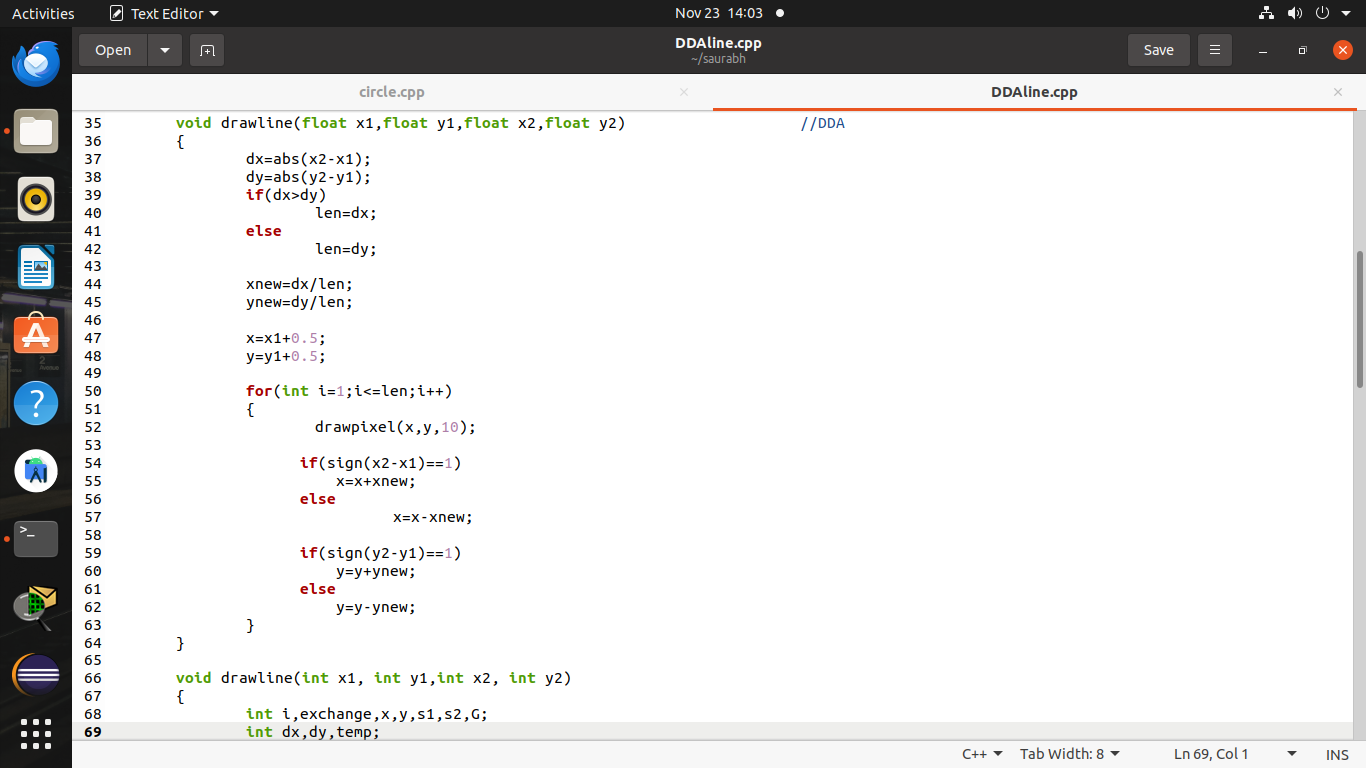 Activities Text Editor Nov 23 14:03
Open DDAline.cpp Save
~/saurabh
circle.cpp × DDAline.cpp ×
35 void drawline(float x1,float y1,float x2,float y2) //DDA
36 {
37 dx=abs(x2-x1);
38 dy=abs(y2-y1);
39 if(dx>dy)
40 len=dx;
41 else
42 len=dy;
43
44 xnew=dx/len;
45 ynew=dy/len;
46
47 x=x1+0.5;
48 y=y1+0.5;
49
50 for(int i=1;i<=len;i++)
51 {
52 drawpixel(x,y,10);
53
54 if(sign(x2-x1)==1)
55 x=x+xnew;
56 else
57 x=x-xnew;
58
59 if(sign(y2-y1)==1)
60 y=y+ynew;
61 else
62 y=y-ynew;
63 }
64 }
65
66 void drawline(int x1, int y1,int x2, int y2)
67 {
68 int i,exchange,x,y,s1,s2,G;
69 int dx,dy,temp;
C++ Tab Width: 8 Ln 69, Col 1 INS